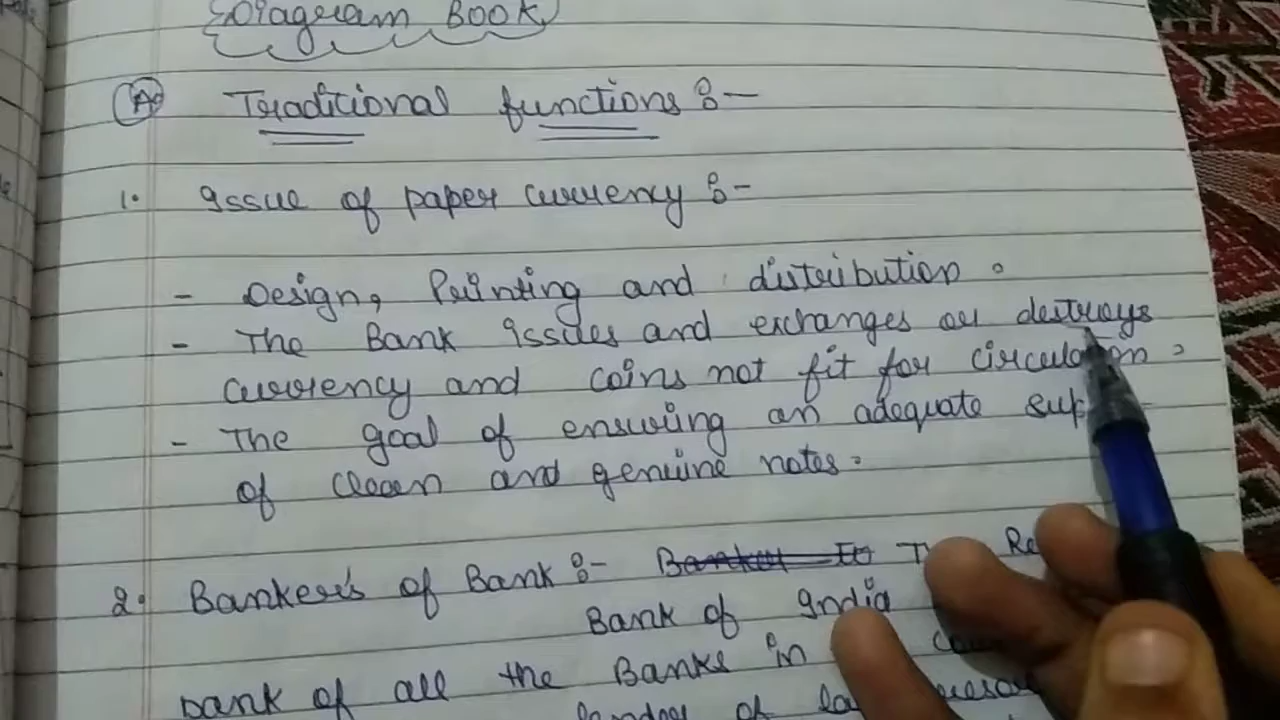 Diagram Book
A Traditional functions :-
1. Issue of paper currency :-
- Design, Printing and distribution.
- The Bank issues and exchanges or destroys
currency and coins not fit for circulation.
- The goal of ensuring an adequate sup
of clean and genuine notes.
2. Banker's of Bank :- The Re
Bank of India
bank of all the Banks in
of